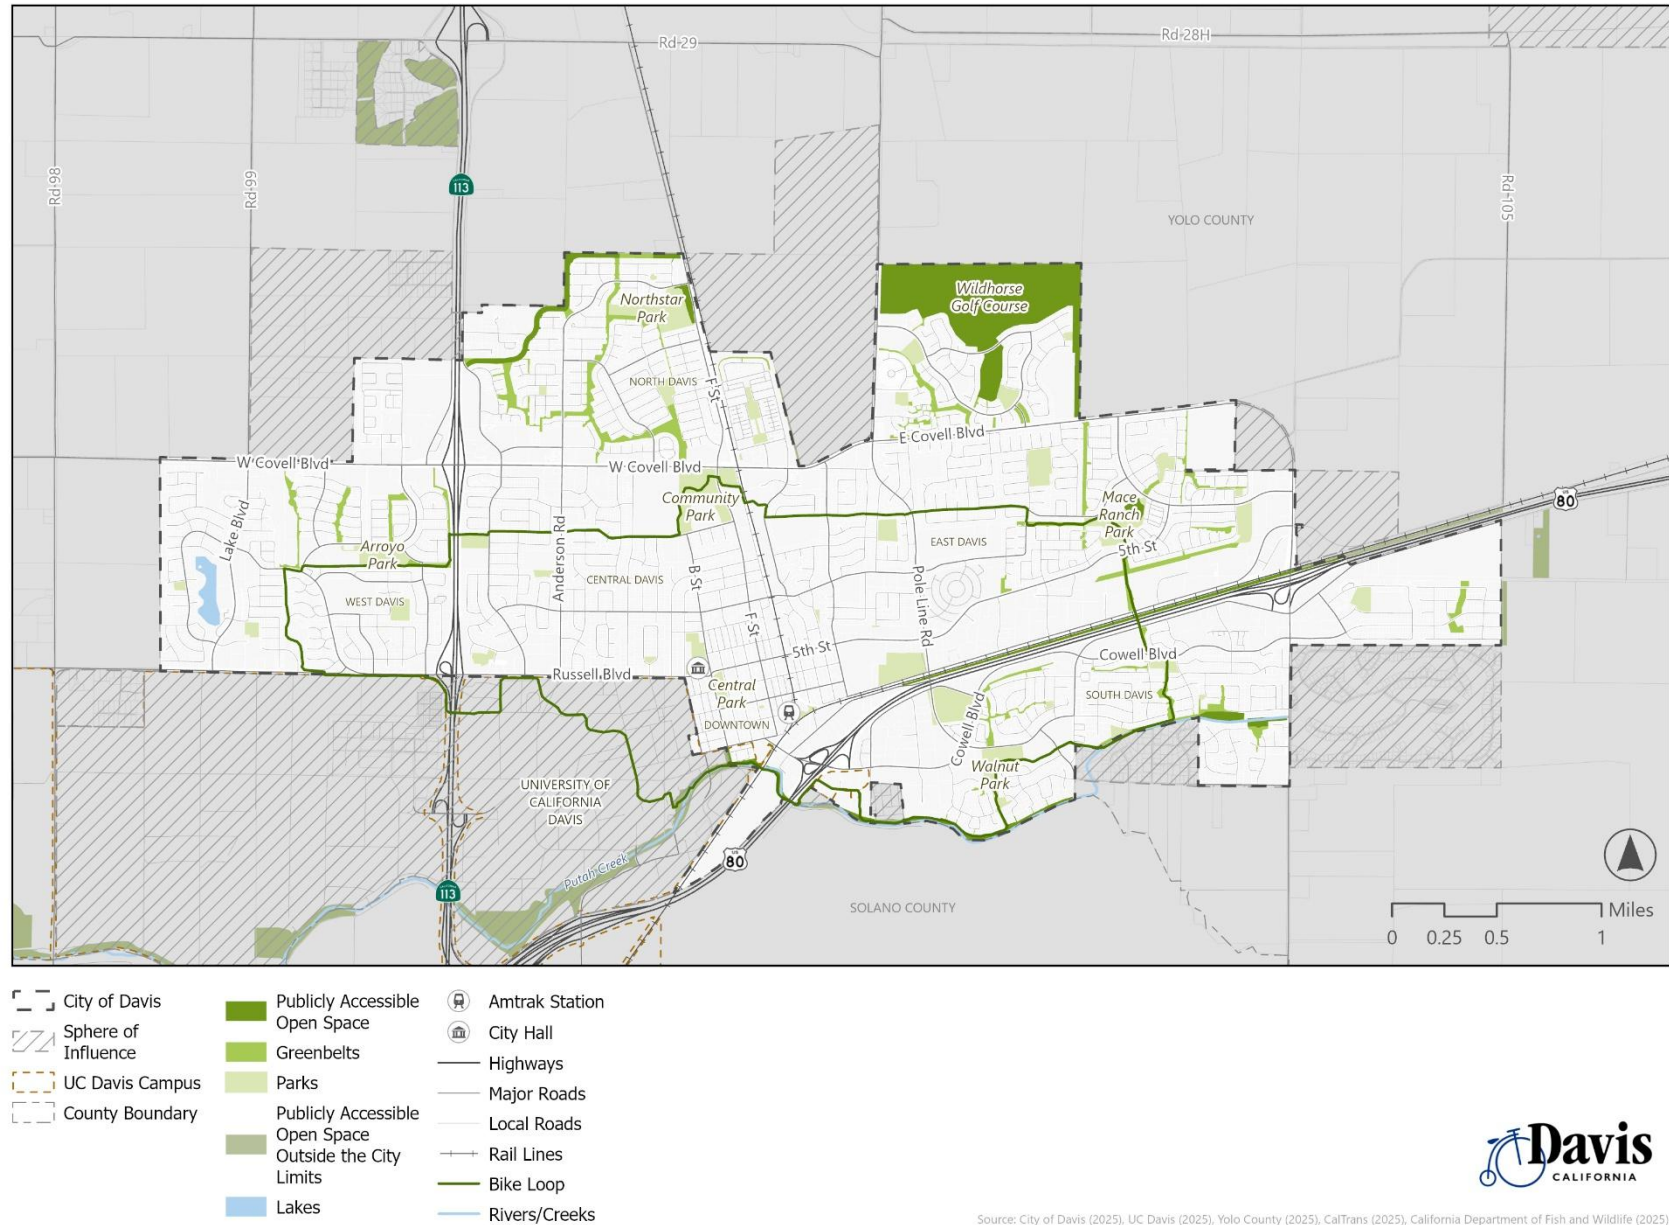 Rd 29
Rd 28H
Rd 98
Rd 99
113
Rd 105
YOLO COUNTY
Northstar
Park
Wildhorse
Golf Course
NORTH DAVIS
F St
E Covell Blvd
W Covell Blvd
W Covell Blvd
Community
Park
Mace
Ranch
Park
80
Lake Blvd
Arroyo
Park
Anderson Rd
EAST DAVIS
5th St
CENTRAL DAVIS
B St
WEST DAVIS
Pole Line Rd
F St
5th St
Cowell Blvd
Russell Blvd
Central
Park
SOUTH DAVIS
DOWNTOWN
Cowell Blvd
Walnut
Park
UNIVERSITY OF
CALIFORNIA
DAVIS
80
Putah Creek
113
SOLANO COUNTY
Miles
0 0.25 0.5 1
City of Davis
Sphere of
Influence
UC Davis Campus
County Boundary
Publicly Accessible
Open Space
Greenbelts
Parks
Publicly Accessible
Open Space
Outside the City
Limits
Lakes
Amtrak Station
City Hall
Highways
Major Roads
Local Roads
Rail Lines
Bike Loop
Rivers/Creeks
Davis
CALIFORNIA
Source: City of Davis (2025), UC Davis (2025), Yolo County (2025), CalTrans (2025), California Department of Fish and Wildlife (2025)